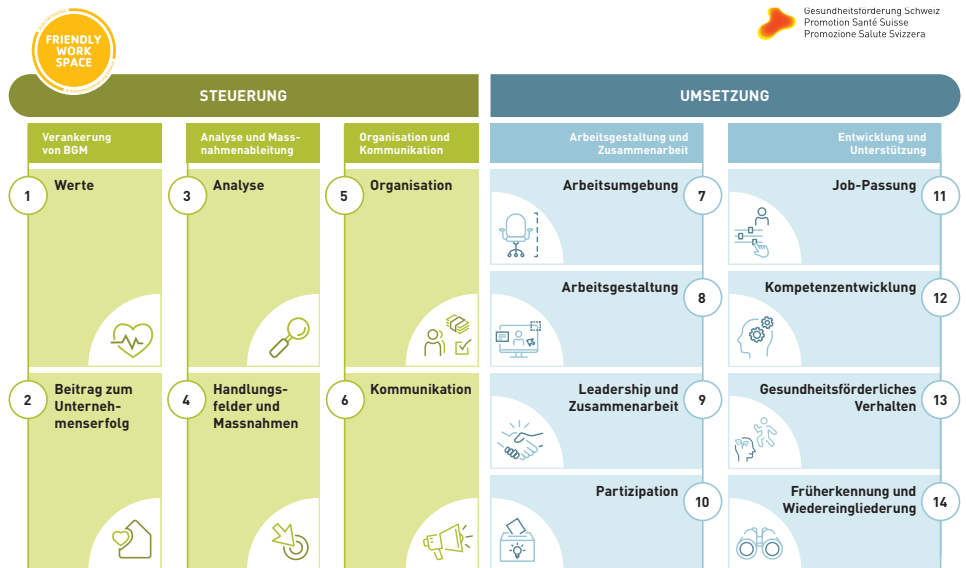 FRIENDLY
WORK
SPACE
Gesundheitsförderung Schweiz
Promotion Santé Suisse
Promozione Salute Svizzera
STEUERUNG
UMSETZUNG
Verankerung
von BGM
Analyse und Mass-
nahmenableitung
Organisation und
Kommunikation
Arbeitsgestaltung und
Zusammenarbeit
Entwicklung und
Unterstützung
1
Werte
3
Analyse
5
Organisation
Arbeitsumgebung
7
Job-Passung
11
Arbeitsgestaltung
8
Kompetenzentwicklung
12
2
Beitrag zum
Unterneh-
menserfolg
4
Handlungs-
felder und
Massnahmen
6
Kommunikation
Leadership und
Zusammenarbeit
9
Gesundheitsförderliches
Verhalten
13
Partizipation
10
Früherkennung und
Wiedereingliederung
14